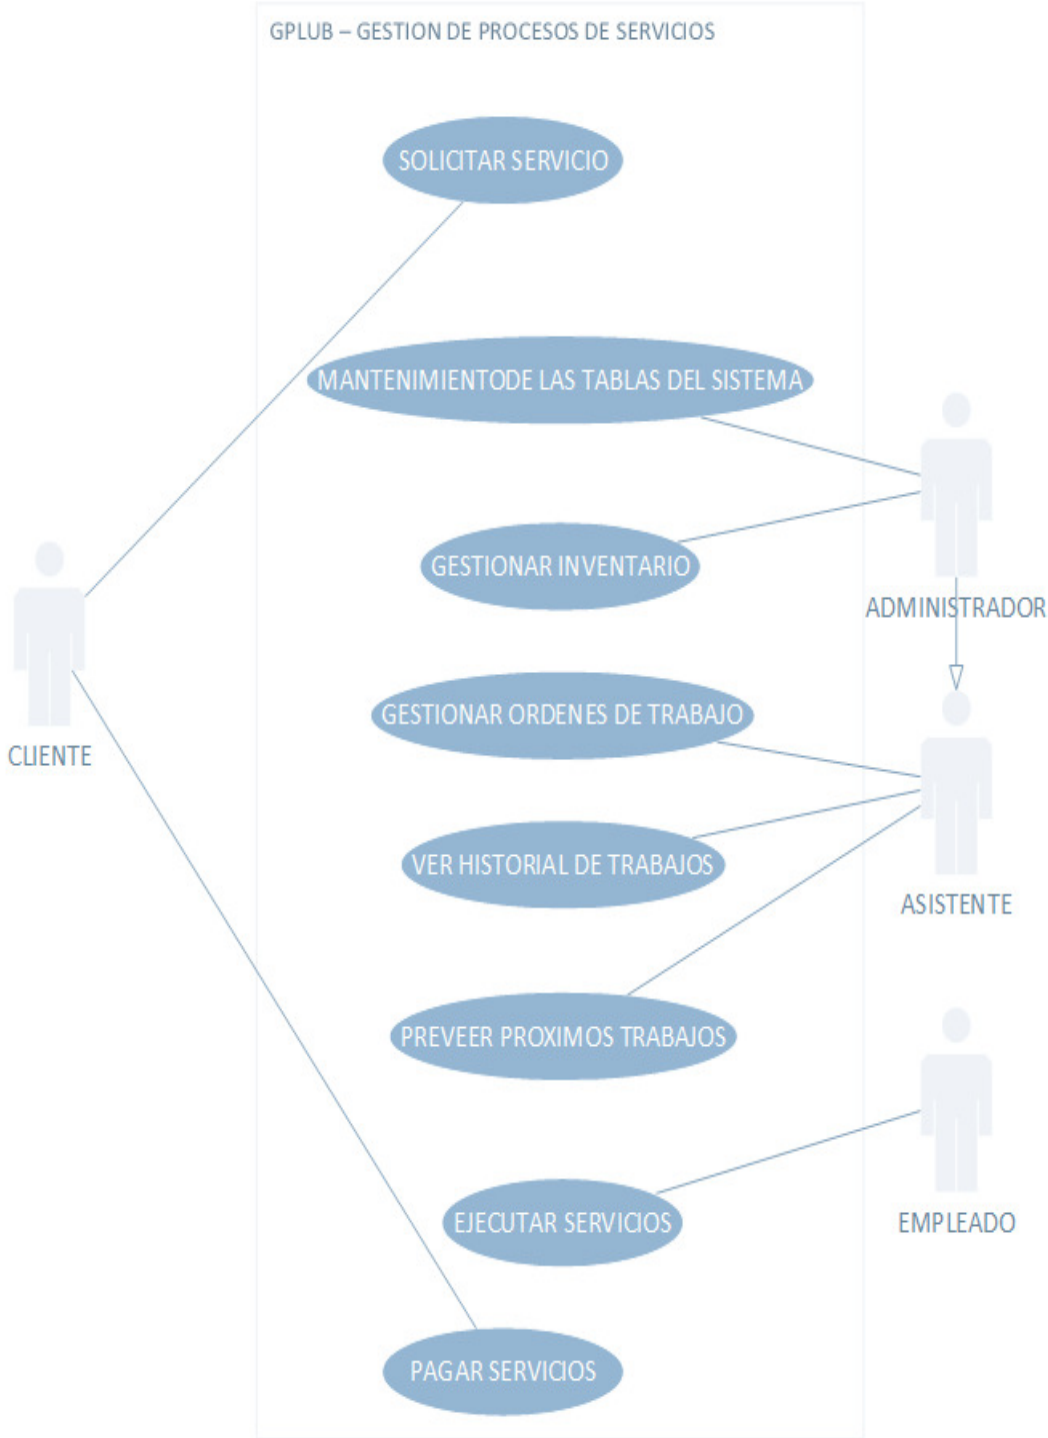 GPLUB – GESTION DE PROCESOS DE SERVICIOS
SOLICITAR SERVICIO
MANTENIMIENTODE LAS TABLAS DEL SISTEMA
GESTIONAR INVENTARIO
ADMINISTRADOR
GESTIONAR ORDENES DE TRABAJO
CLIENTE
VER HISTORIAL DE TRABAJOS
ASISTENTE
PREVEER PROXIMOS TRABAJOS
EJECUTAR SERVICIOS
EMPLEADO
PAGAR SERVICIOS